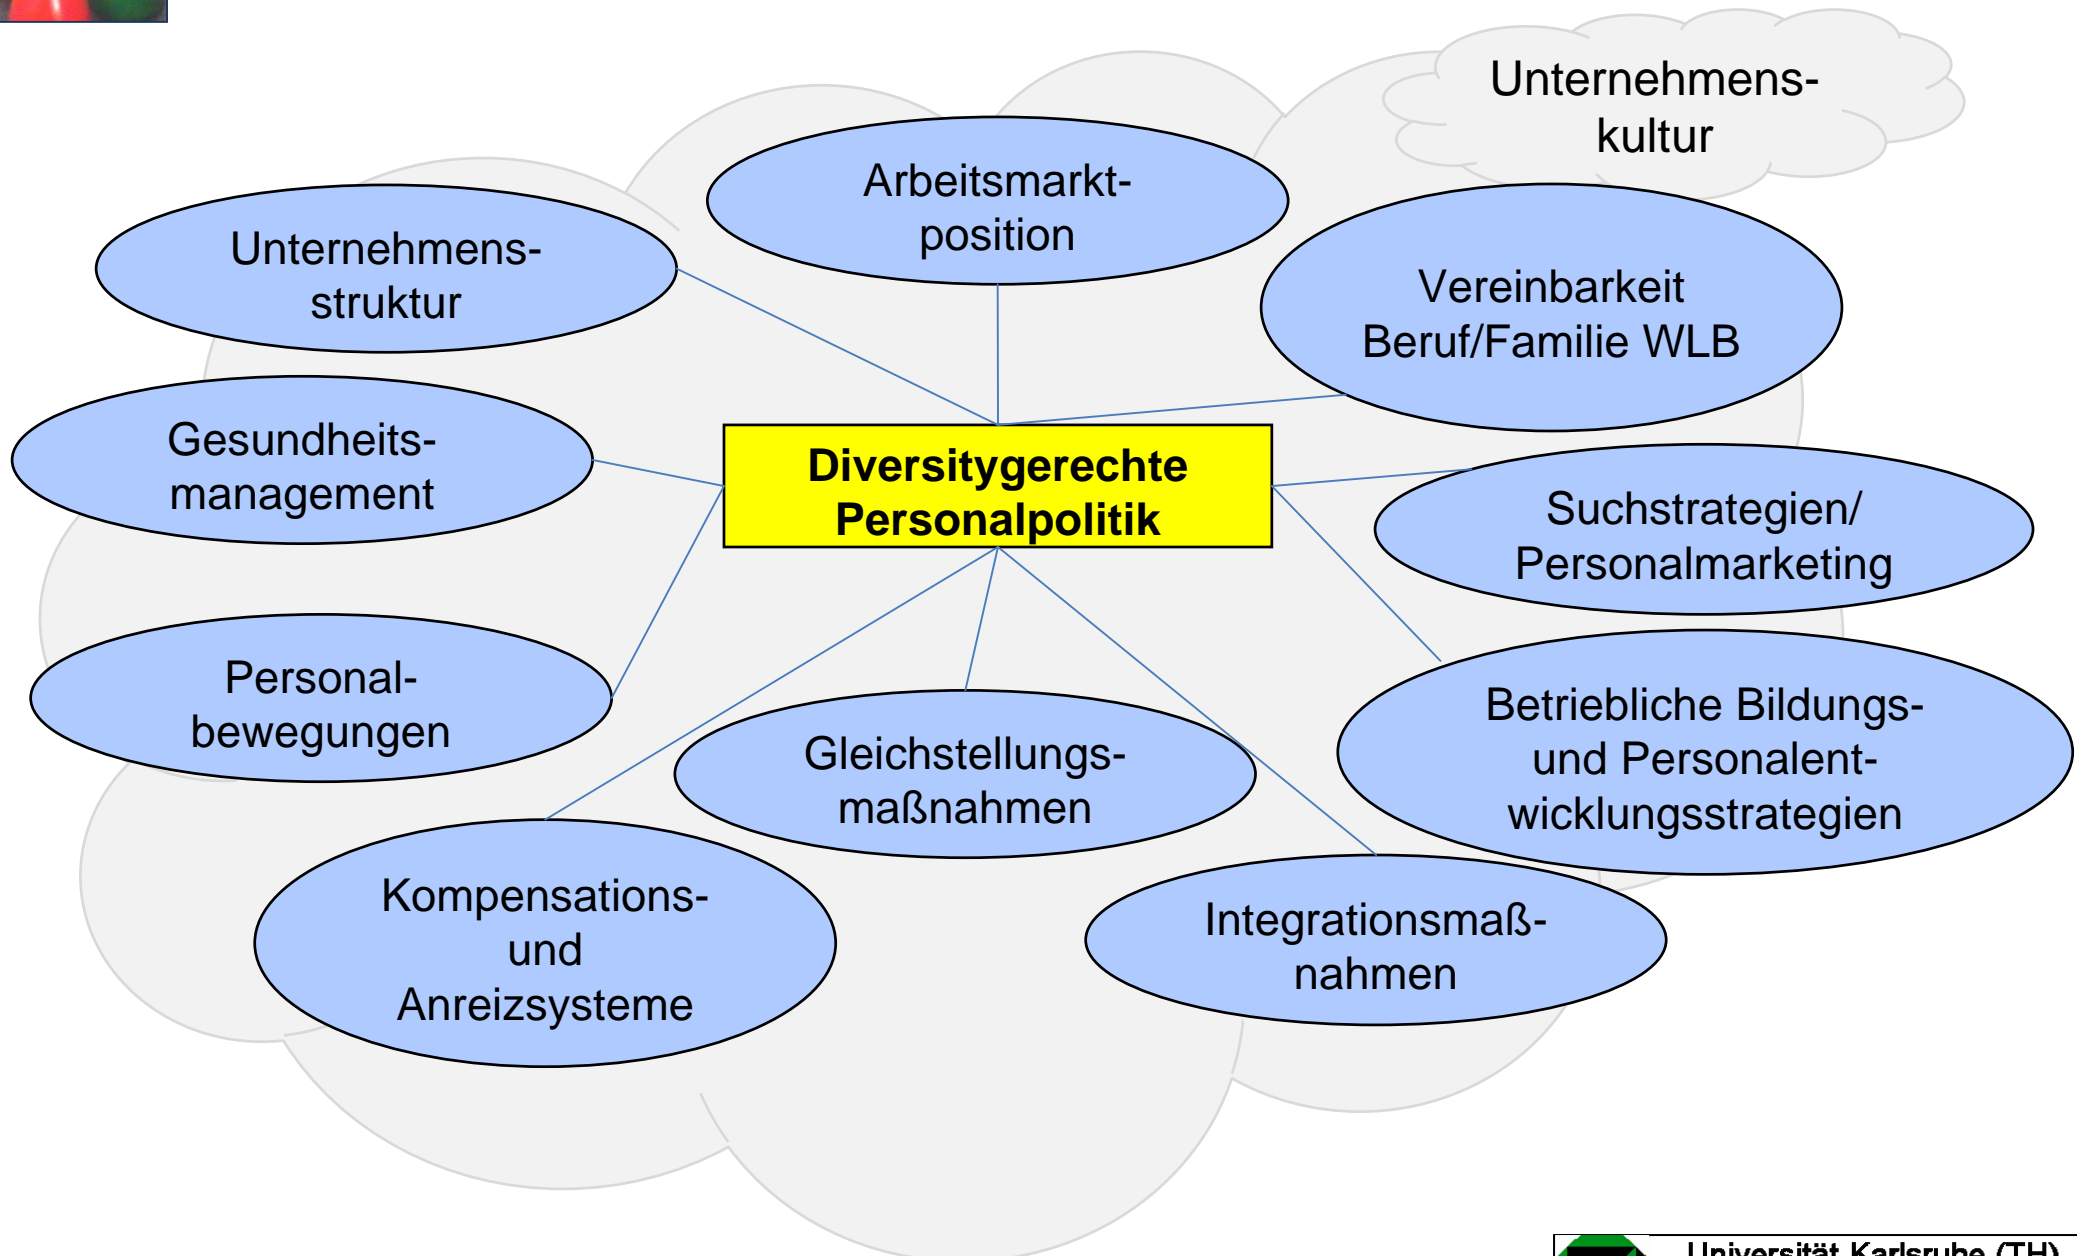 Unternehmens-
kultur
Arbeitsmarkt-
position
Unternehmens-
struktur
Vereinbarkeit
Beruf/Familie WLB
Gesundheits-
management
Diversitygerechte
Personalpolitik
Suchstrategien/
Personalmarketing
Personal-
bewegungen
Gleichstellungs-
maßnahmen
Betriebliche Bildungs-
und Personalent-
wicklungsstrategien
Kompensations-
und
Anreizsysteme
Integrationsmaß-
nahmen
Universität Karlsruhe (TH)